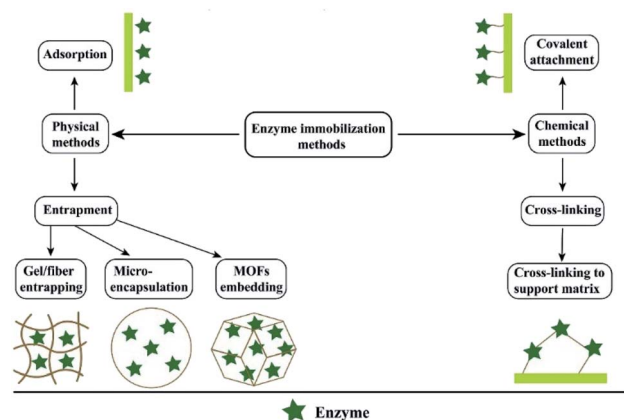 Adsorption
Covalent
attachment
Physical
methods
Enzyme immobilization
methods
Chemical
methods
Entrapment
Cross-linking
Gel/fiber
entrapping
Micro-
encapsulation
MOFs
embedding
Cross-linking to
support matrix
Enzyme